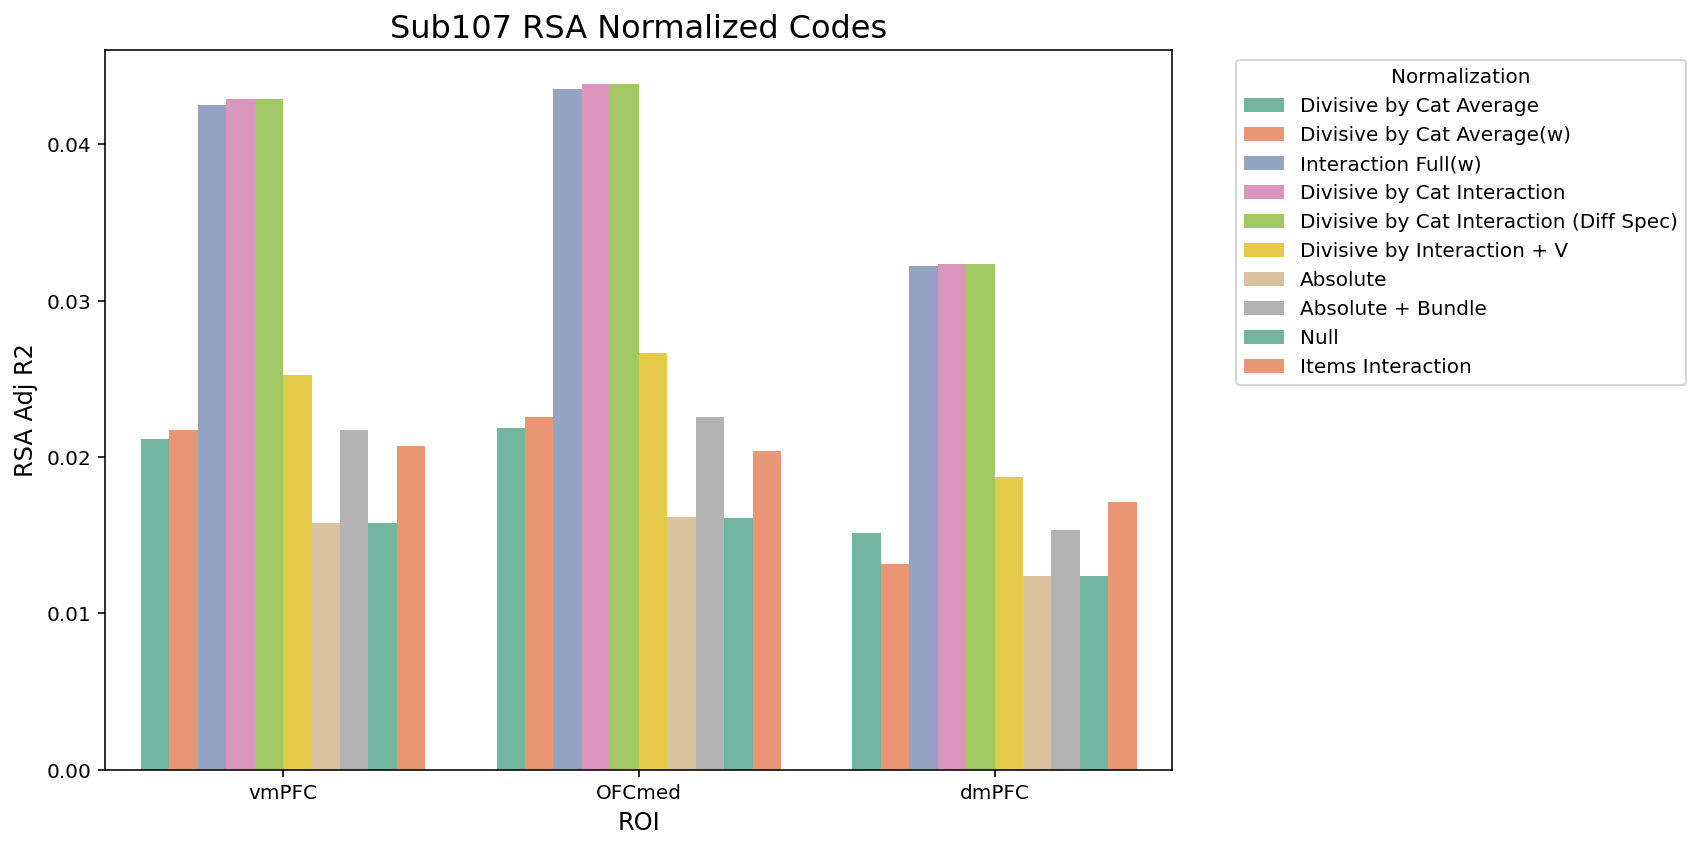 Sub107 RSA Normalized Codes
RSA Adj R2
0.04
0.03
0.02
0.01
0.00
vmPFC
OFCmed
dmPFC
ROI
Normalization
Divisive by Cat Average
Divisive by Cat Average(w)
Interaction Full(w)
Divisive by Cat Interaction
Divisive by Cat Interaction (Diff Spec)
Divisive by Interaction + V
Absolute
Absolute + Bundle
Null
Items Interaction